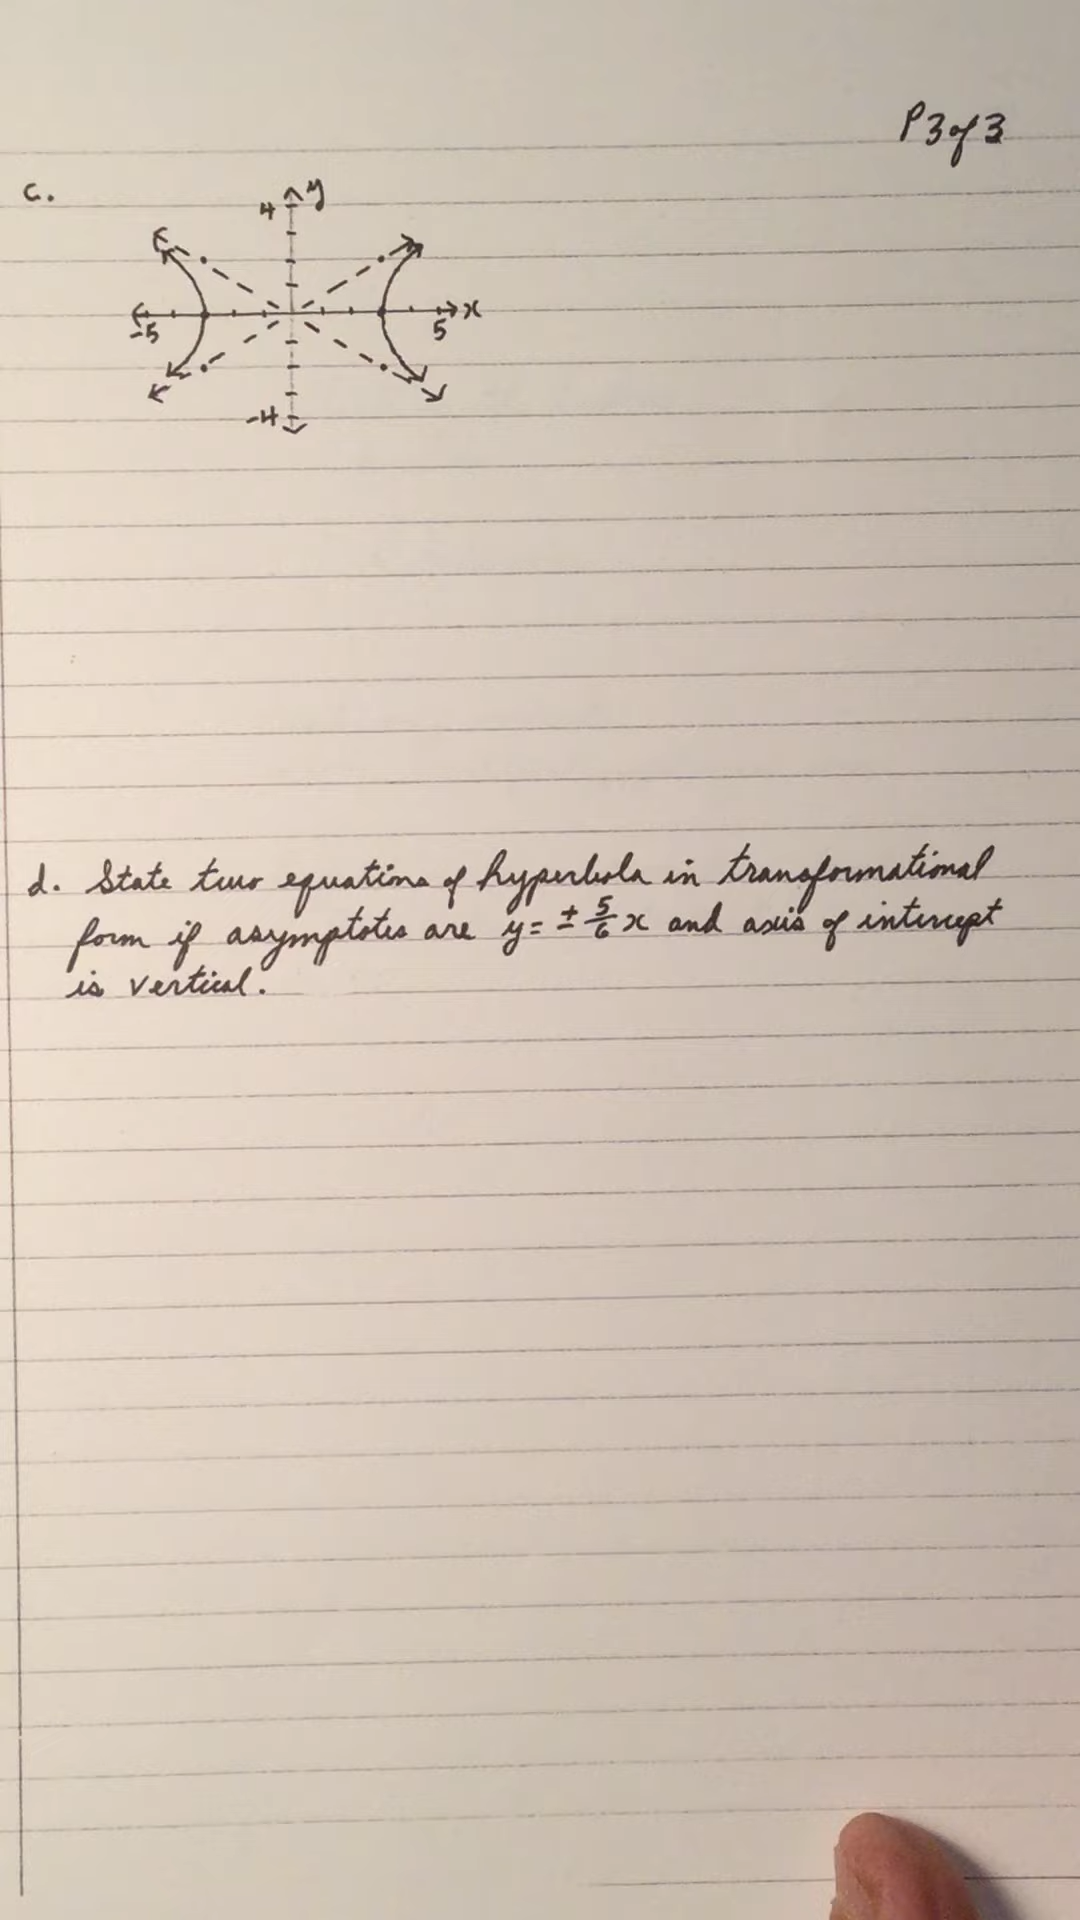 P3 of 3
c.
y
4
-5
5
x
-4
d. State two equations of hyperbola in transformational
form if asymptotes are y = ± 5/6 x and axis of intercept
is vertical.